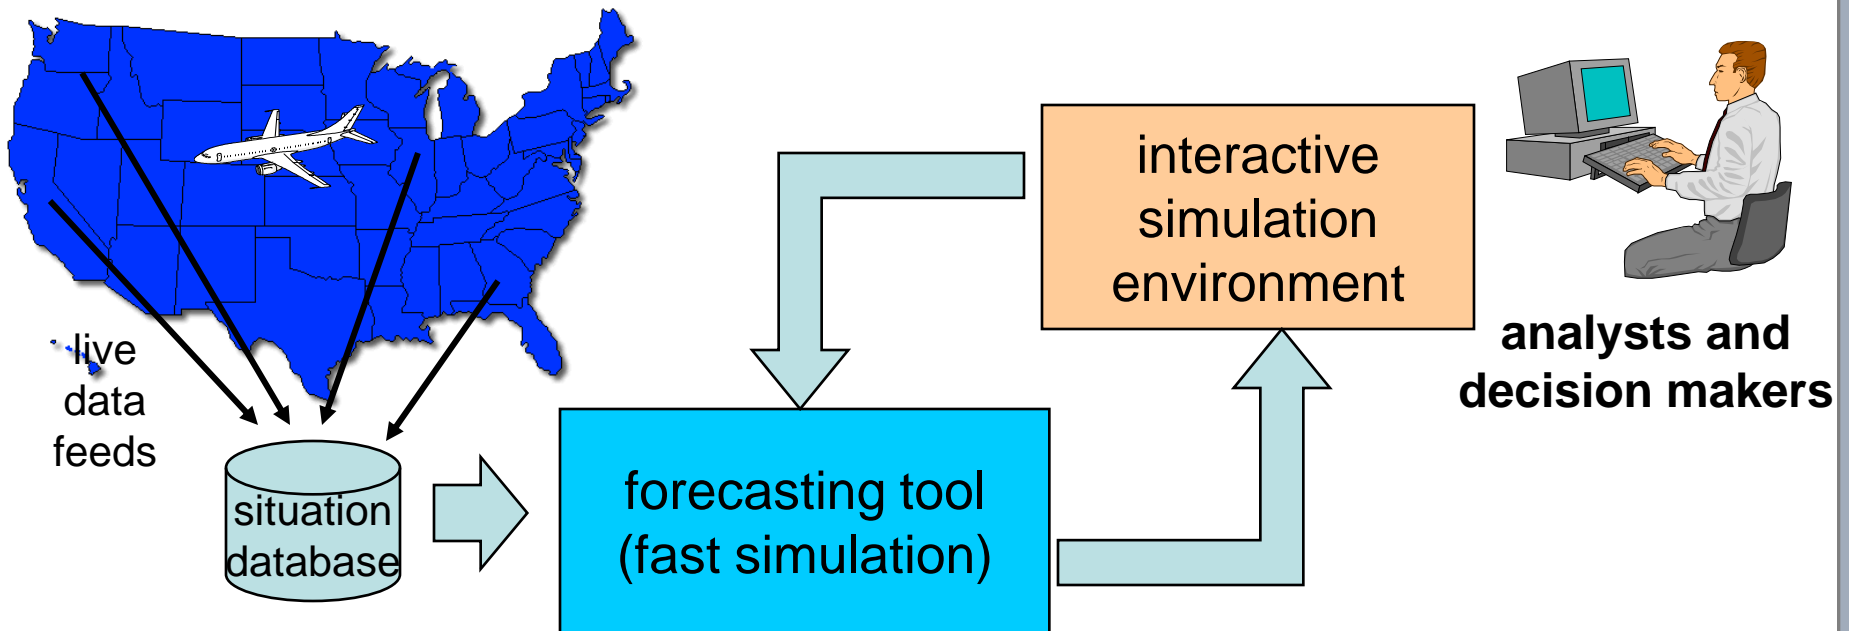 live
data
feeds
situation
database
forecasting tool
(fast simulation)
interactive
simulation
environment
analysts and
decision makers